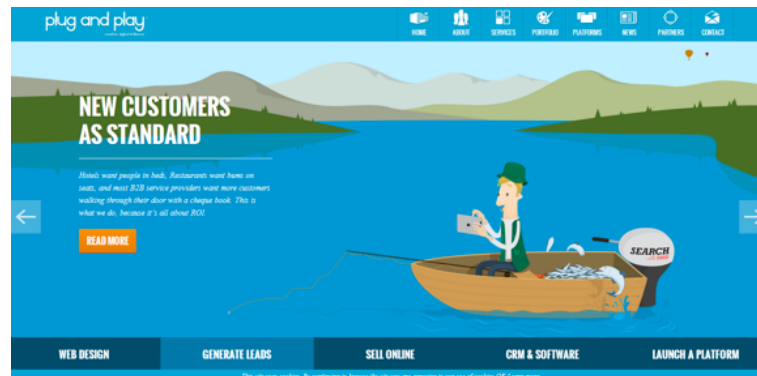 plug and play
HOME
ABOUT
SERVICES
PORTFOLIO
PLATFORMS
NEWS
PARTNERS
CONTACT
NEW CUSTOMERS
AS STANDARD
Hotels want people in beds, Restaurants want bums on
seats, and most B2B service providers want more customers
walking through their door with a cheque book. This is
what we do, because it's all about ROI.
READ MORE
SEARCH
WEB DESIGN
GENERATE LEADS
SELL ONLINE
CRM & SOFTWARE
LAUNCH A PLATFORM